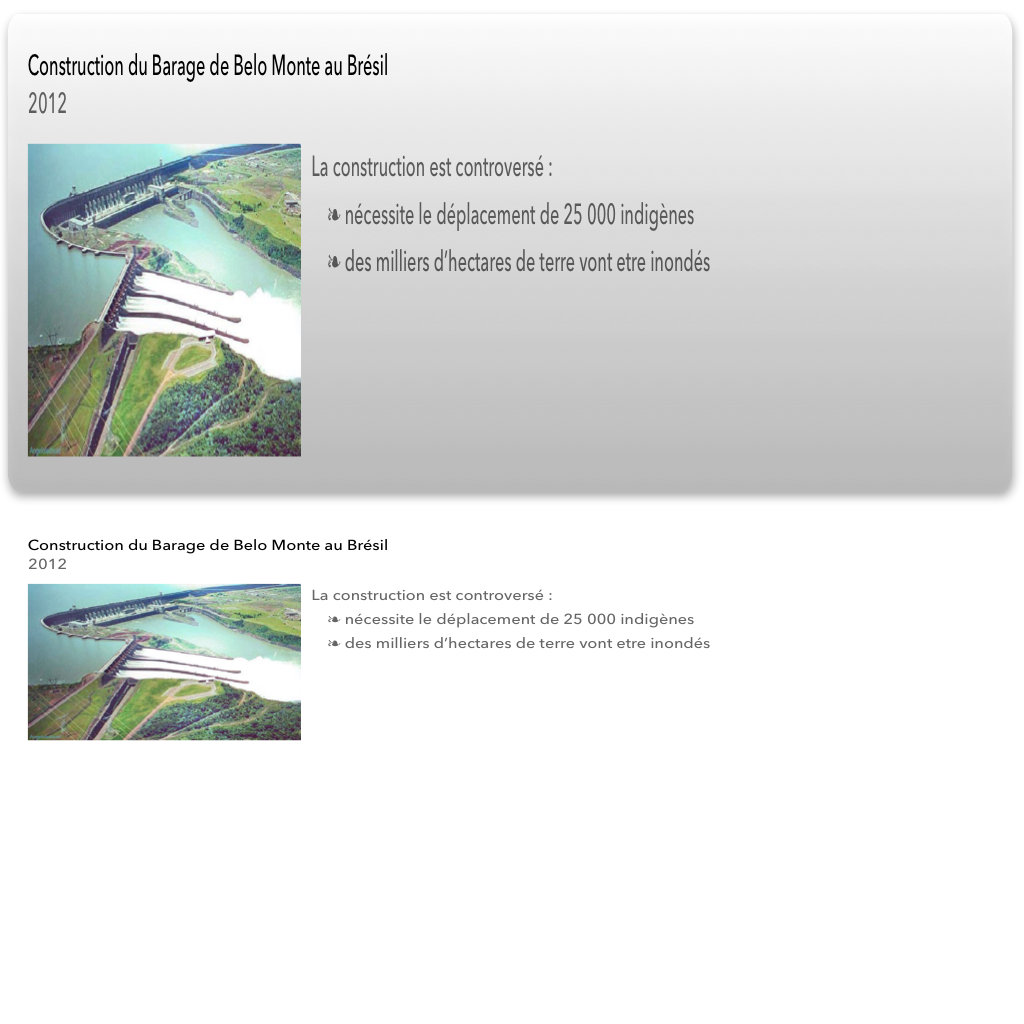 Construction du Barage de Belo Monte au Brésil
2012
La construction est controversé :
❧ nécessite le déplacement de 25 000 indigènes
❧ des milliers d’hectares de terre vont etre inondés
Construction du Barage de Belo Monte au Brésil
2012
La construction est controversé :
❧ nécessite le déplacement de 25 000 indigènes
❧ des milliers d’hectares de terre vont etre inondés